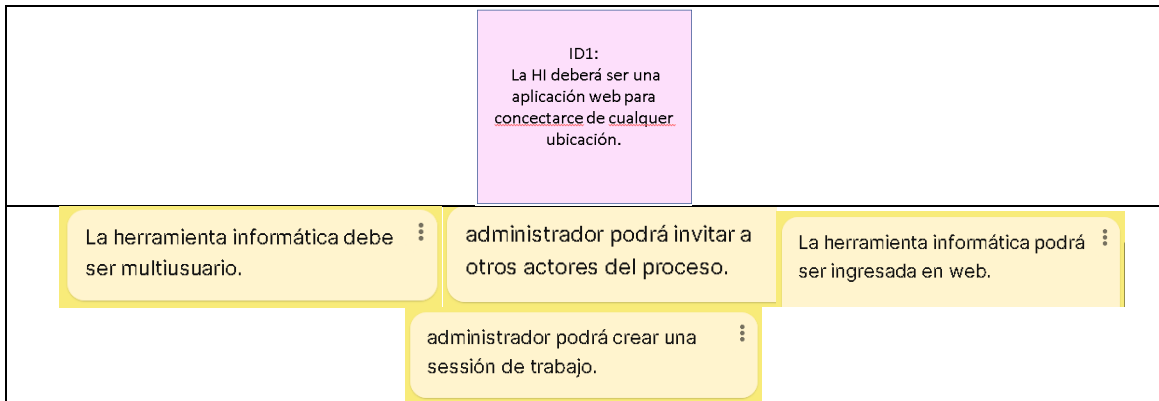 ID1:
La HI deberá ser una
aplicación web para
concectarce de cualquer
ubicación.
La herramienta informática debe
ser multiusuario.
administrador podrá invitar a
otros actores del proceso.
La herramienta informática podrá
ser ingresada en web.
administrador podrá crear una
sessión de trabajo.